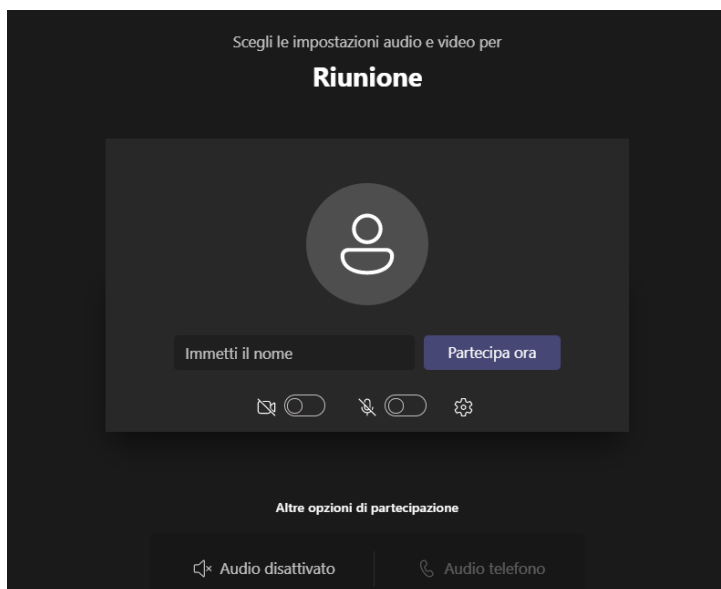 Scegli le impostazioni audio e video per
Riunione
Immetti il nome
Partecipa ora
Altre opzioni di partecipazione
Audio disattivato
Audio telefono